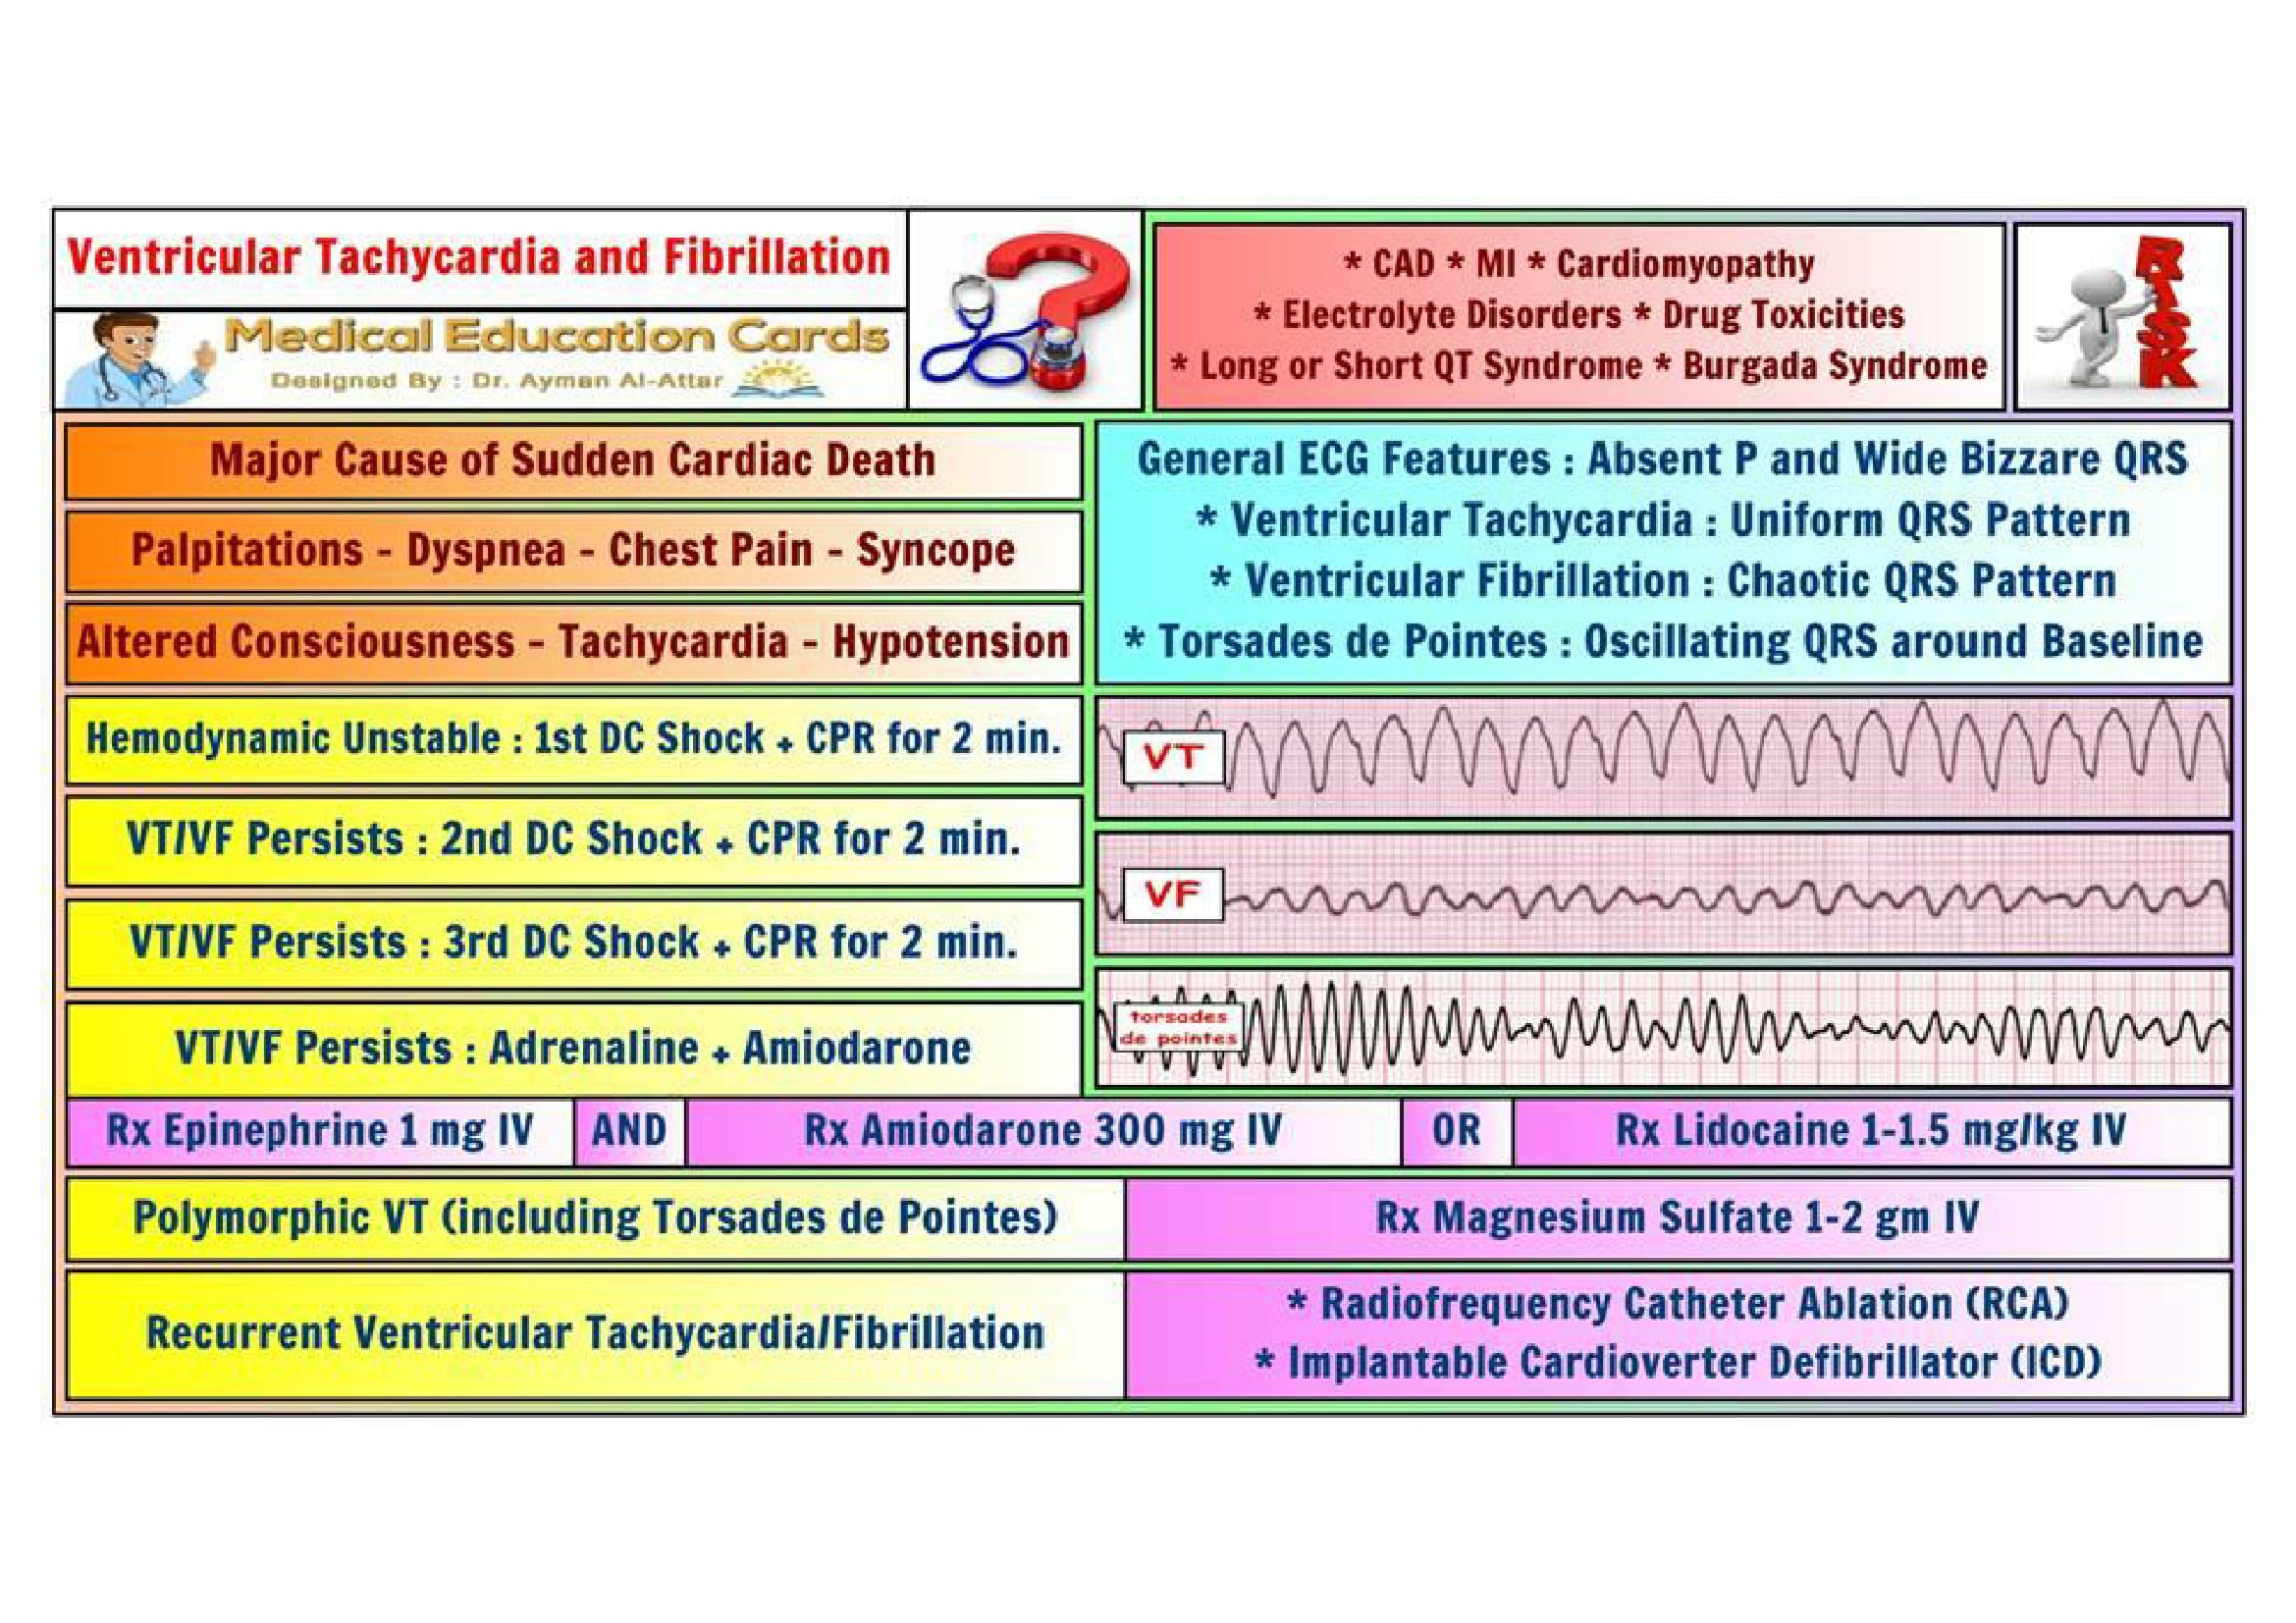 Ventricular Tachycardia and Fibrillation
Medical Education Cards
Designed By : Dr. Ayman Al-Attar
* CAD * MI * Cardiomyopathy
* Electrolyte Disorders * Drug Toxicities
* Long or Short QT Syndrome * Burgada Syndrome
RISK
Major Cause of Sudden Cardiac Death
Palpitations - Dyspnea - Chest Pain - Syncope
Altered Consciousness - Tachycardia - Hypotension
General ECG Features : Absent P and Wide Bizzare QRS
* Ventricular Tachycardia : Uniform QRS Pattern
* Ventricular Fibrillation : Chaotic QRS Pattern
* Torsades de Pointes : Oscillating QRS around Baseline
Hemodynamic Unstable : 1st DC Shock + CPR for 2 min.
VT/VF Persists : 2nd DC Shock + CPR for 2 min.
VT/VF Persists : 3rd DC Shock + CPR for 2 min.
VT/VF Persists : Adrenaline + Amiodarone
VT
VF
torsades
de pointes
Rx Epinephrine 1 mg IV AND Rx Amiodarone 300 mg IV OR Rx Lidocaine 1-1.5 mg/kg IV
Polymorphic VT (including Torsades de Pointes)
Rx Magnesium Sulfate 1-2 gm IV
Recurrent Ventricular Tachycardia/Fibrillation
* Radiofrequency Catheter Ablation (RCA)
* Implantable Cardioverter Defibrillator (ICD)